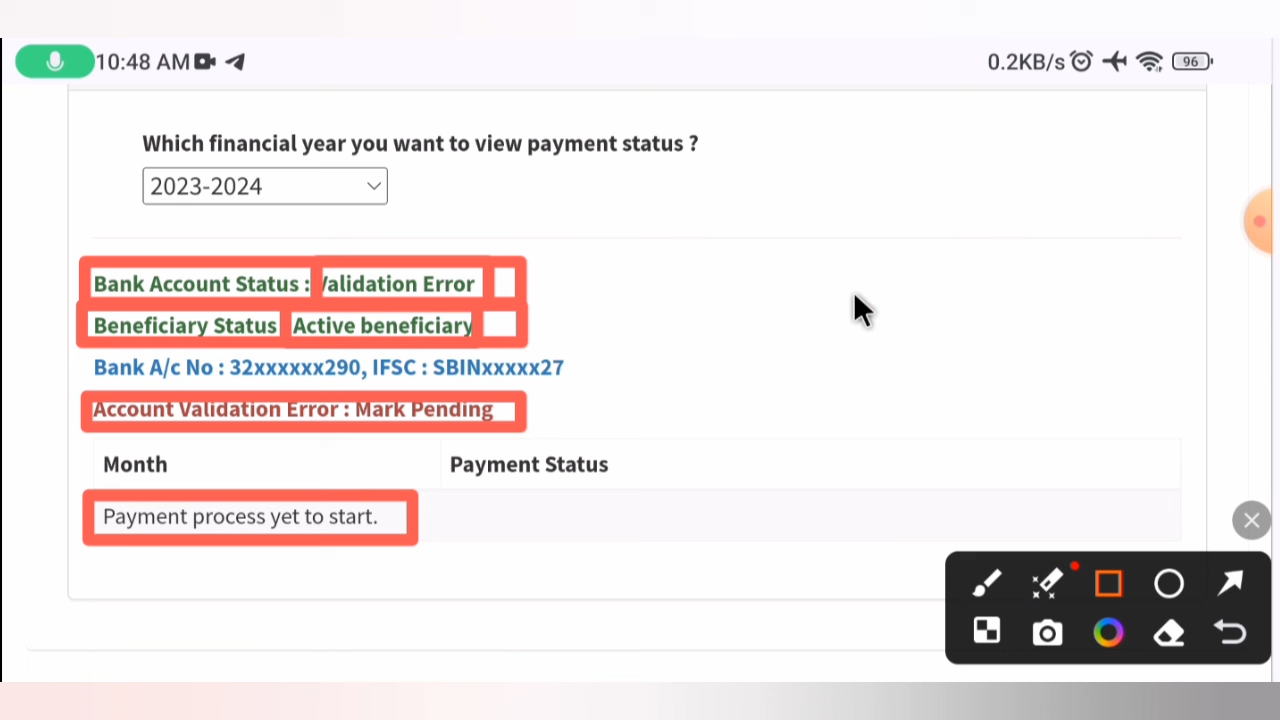 10:48 AM 0.2KB/s 96
Which financial year you want to view payment status ?
2023-2024
Bank Account Status : Validation Error
Beneficiary Status Active beneficiary
Bank A/c No : 32xxxxxx290, IFSC : SBINxxxxx27
Account Validation Error : Mark Pending
Month Payment Status
Payment process yet to start.